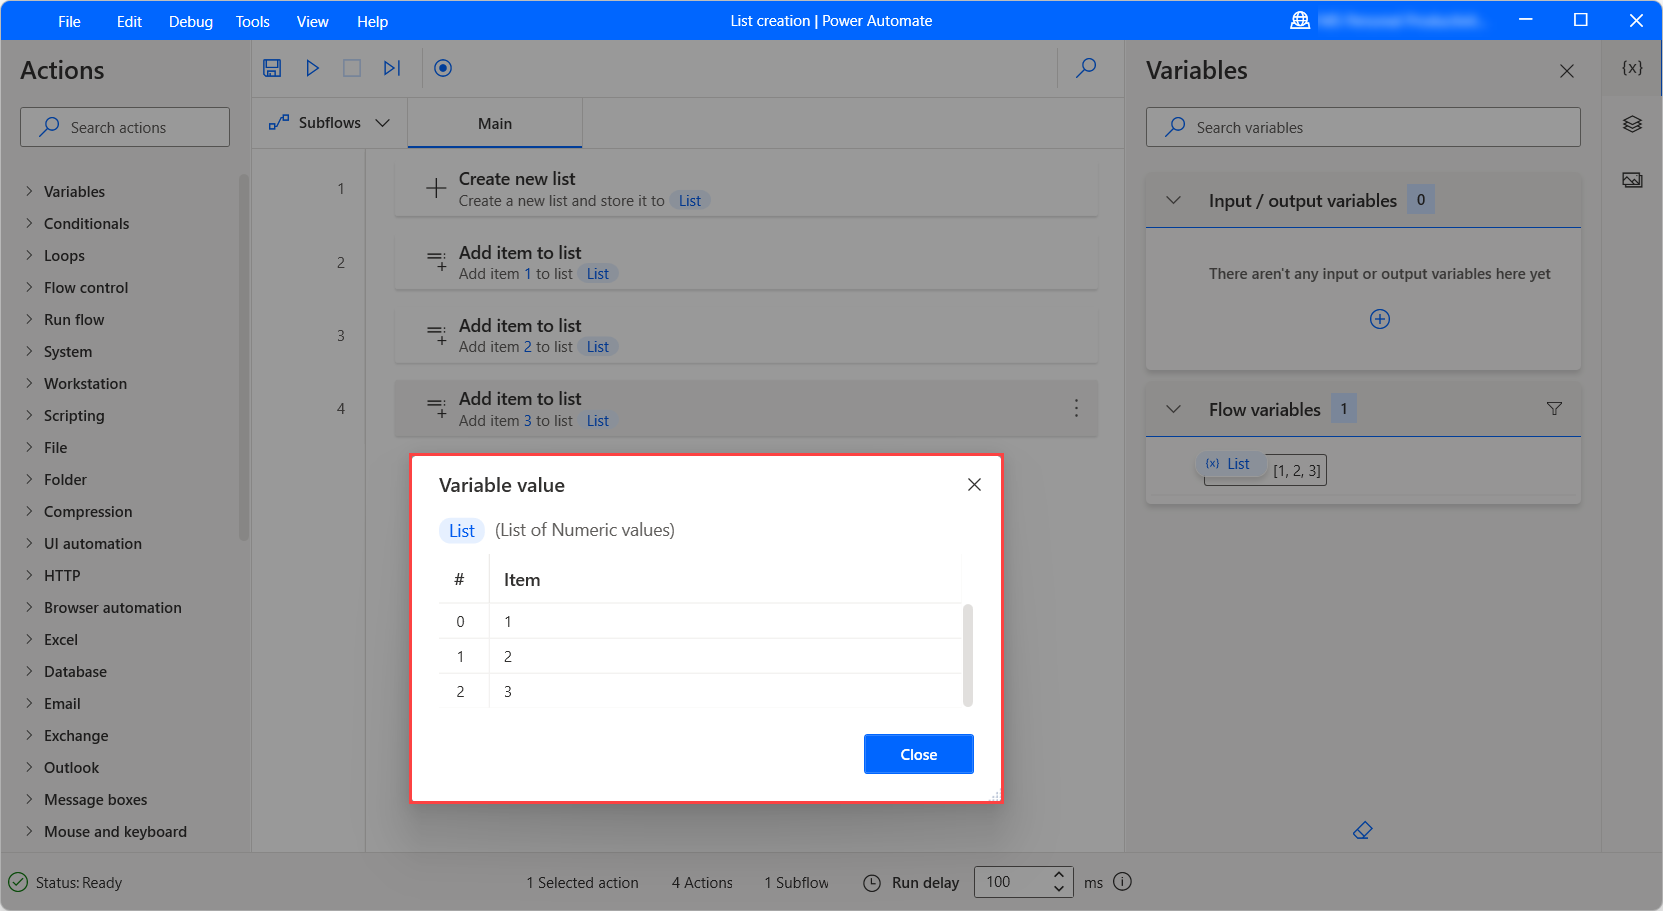 File Edit Debug Tools View Help
List creation | Power Automate
Actions
Search actions
Variables
Conditionals
Loops
Flow control
Run flow
System
Workstation
Scripting
File
Folder
Compression
UI automation
HTTP
Browser automation
Excel
Database
Email
Exchange
Outlook
Message boxes
Mouse and keyboard
Subflows
Main
1
Create new list
Create a new list and store it to List
2
Add item to list
Add item 1 to list List
3
Add item to list
Add item 2 to list List
4
Add item to list
Add item 3 to list List
Variable value
List (List of Numeric values)
# Item
0 1
1 2
2 3
Close
Variables
{x}
Search variables
Input / output variables 0
There aren't any input or output variables here yet
Flow variables 1
{x} List [1, 2, 3]
Status: Ready
1 Selected action
4 Actions
1 Subflow
Run delay 100 ms